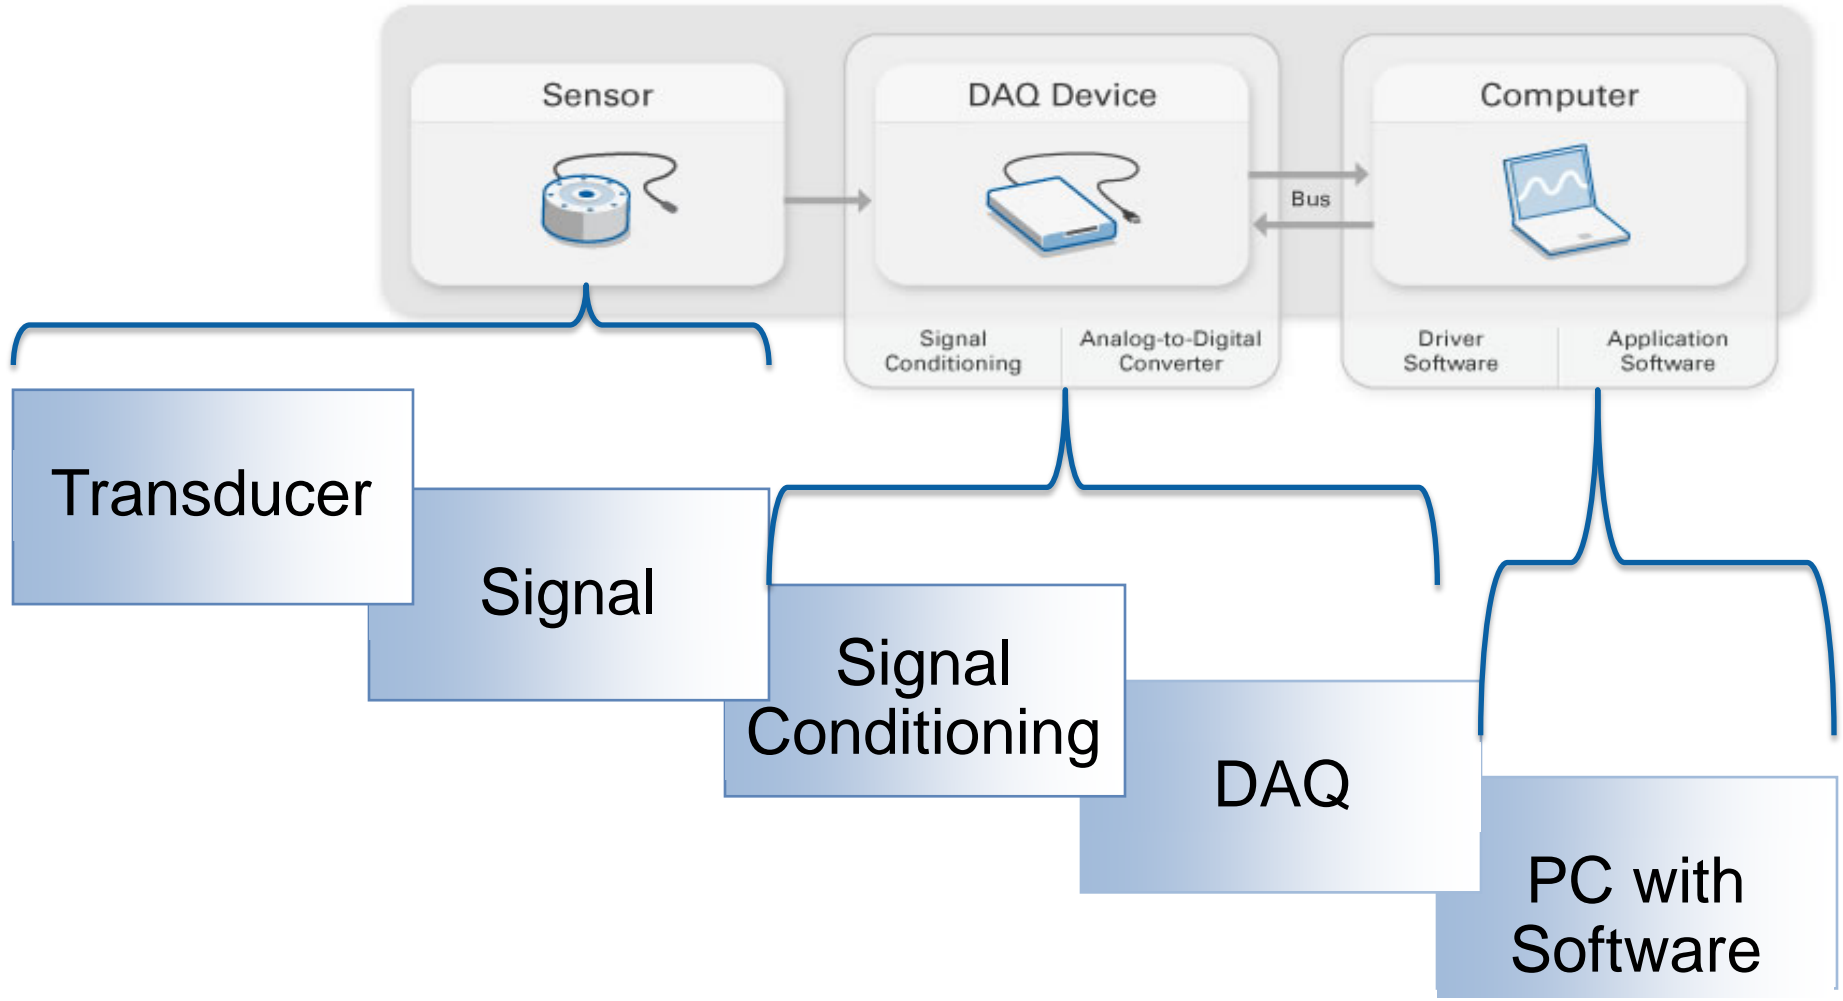 Sensor
DAQ Device
Computer
Bus
Signal
Conditioning
Analog-to-Digital
Converter
Driver
Software
Application
Software
Transducer
Signal
Signal
Conditioning
DAQ
PC with
Software